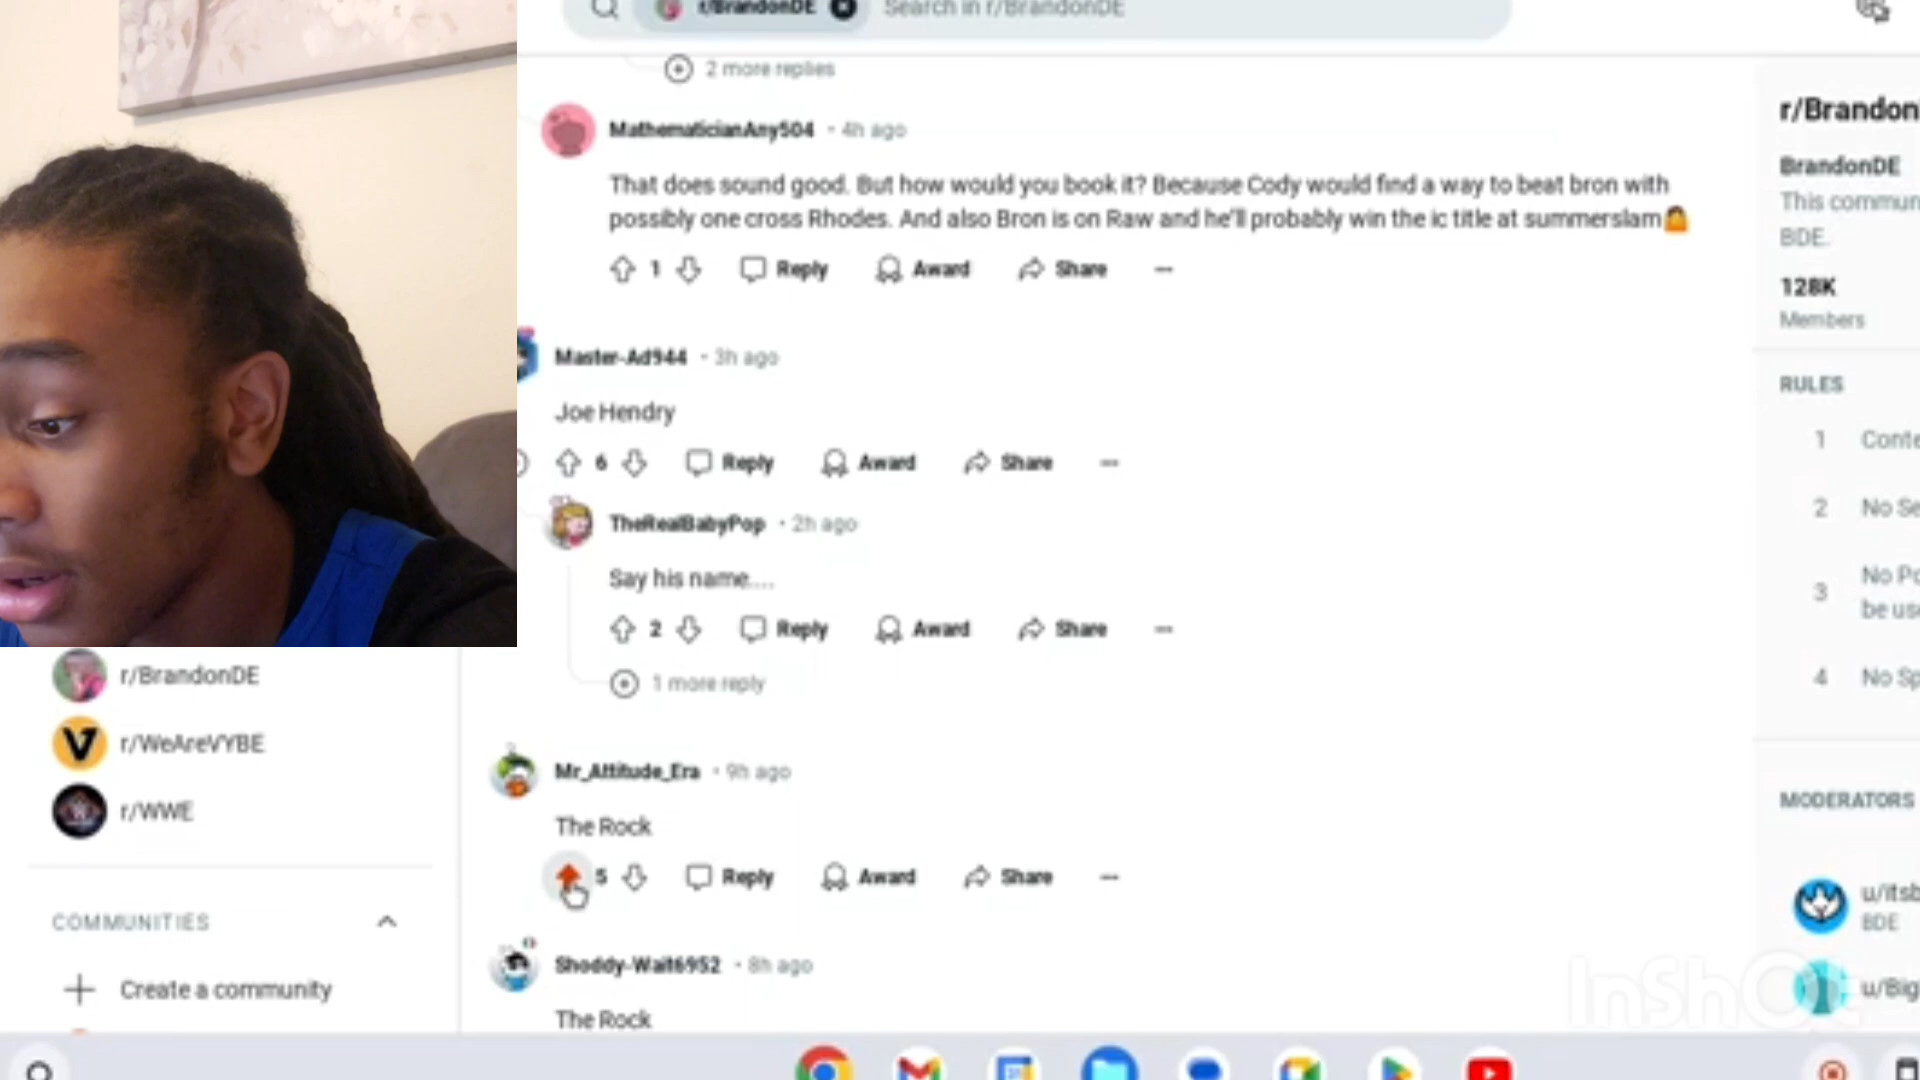 r/BrandonDE Search in r/BrandonDE
2 more replies
MathematicianAny504 • 4h ago
That does sound good. But how would you book it? Because Cody would find a way to beat bron with
possibly one cross Rhodes. And also Bron is on Raw and he'll probably win the ic title at summerslam🤷
1 Reply Award Share
Master-Ad944 • 3h ago
Joe Hendry
6 Reply Award Share
TheRealBabyPop • 2h ago
Say his name....
2 Reply Award Share
1 more reply
Mr_Attitude_Era • 9h ago
The Rock
5 Reply Award Share
Shoddy-Wait6952 • 8h ago
The Rock
r/BrandonDE
r/WeAreVYBE
r/WWE
COMMUNITIES
Create a community
r/Brandon
BrandonDE
This commun
BDE.
128K
Members
RULES
1 Conte
2 No Se
3 No Po
be use
4 No Sp
MODERATORS
u/itsb
BDE
u/Big
InShOt